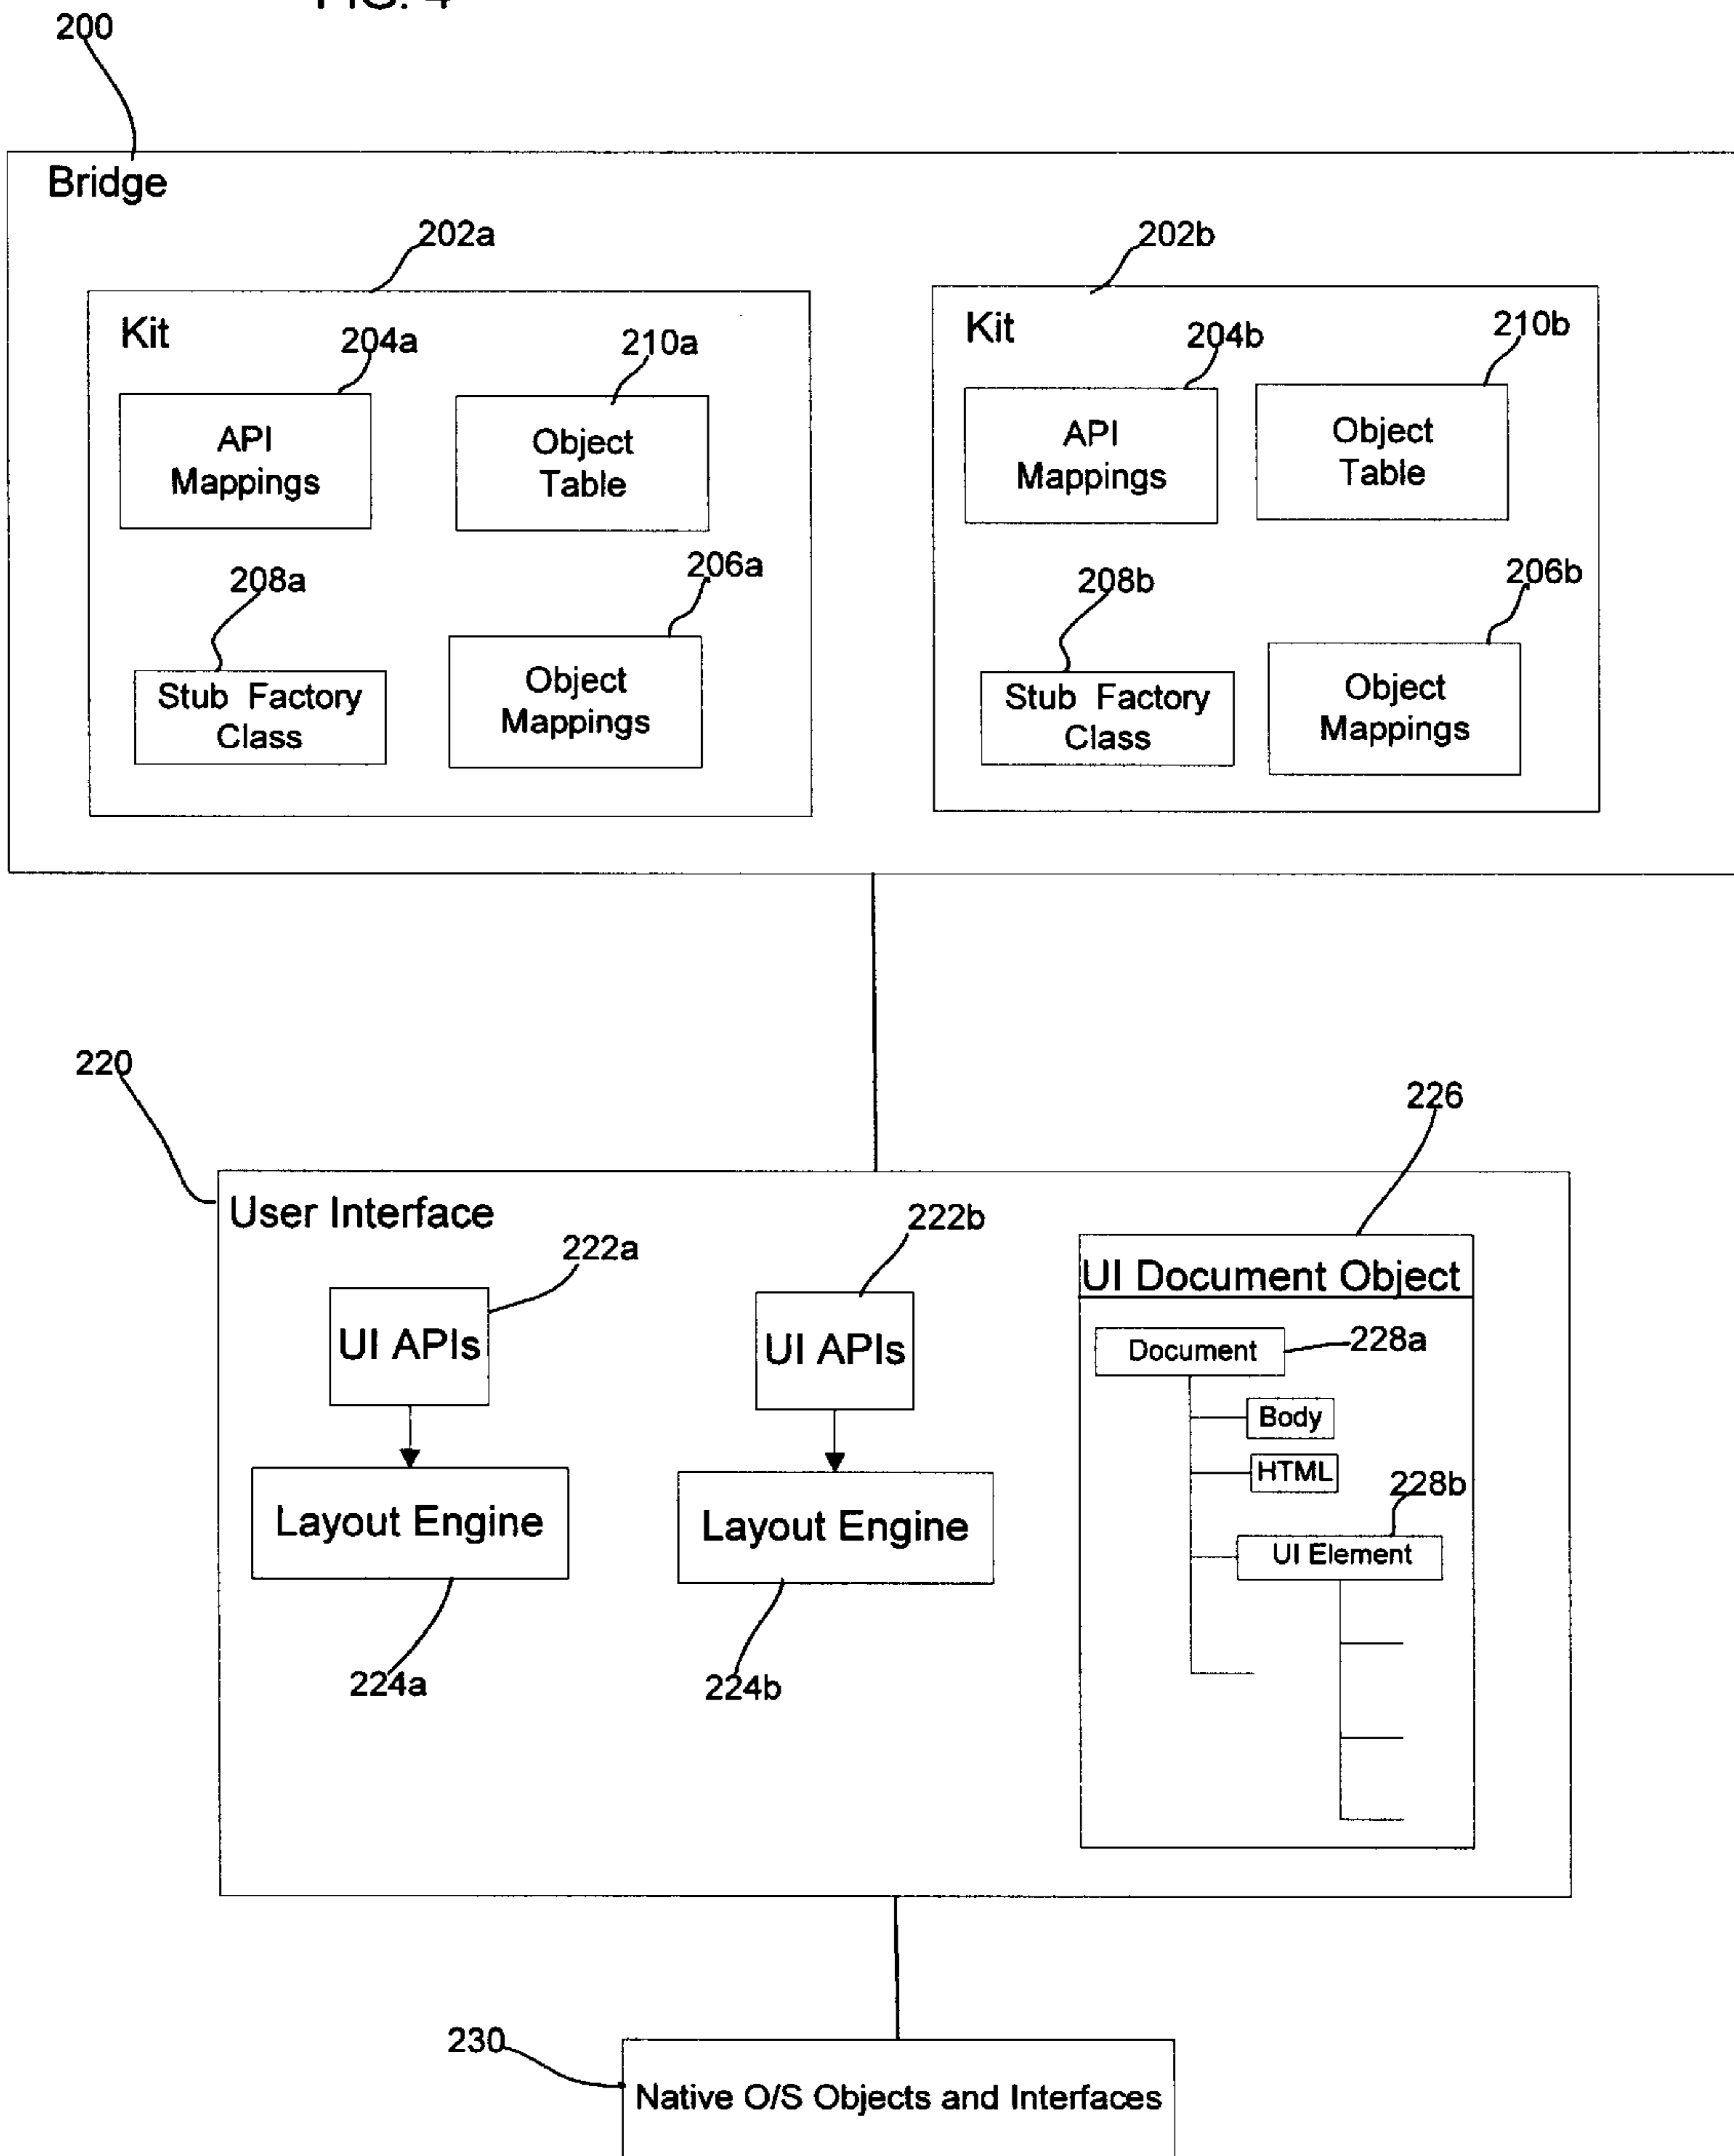 FIG. 4
200
Bridge
202a
202b
Kit
204a
210a
API
Mappings
Object
Table
208a
206a
Stub Factory
Class
Object
Mappings
Kit
204b
210b
API
Mappings
Object
Table
208b
206b
Stub Factory
Class
Object
Mappings
220
226
User Interface
222a
222b
UI APIs
UI APIs
Layout Engine
Layout Engine
224a
224b
UI Document Object
Document
228a
Body
HTML
228b
UI Element
230
Native O/S Objects and Interfaces